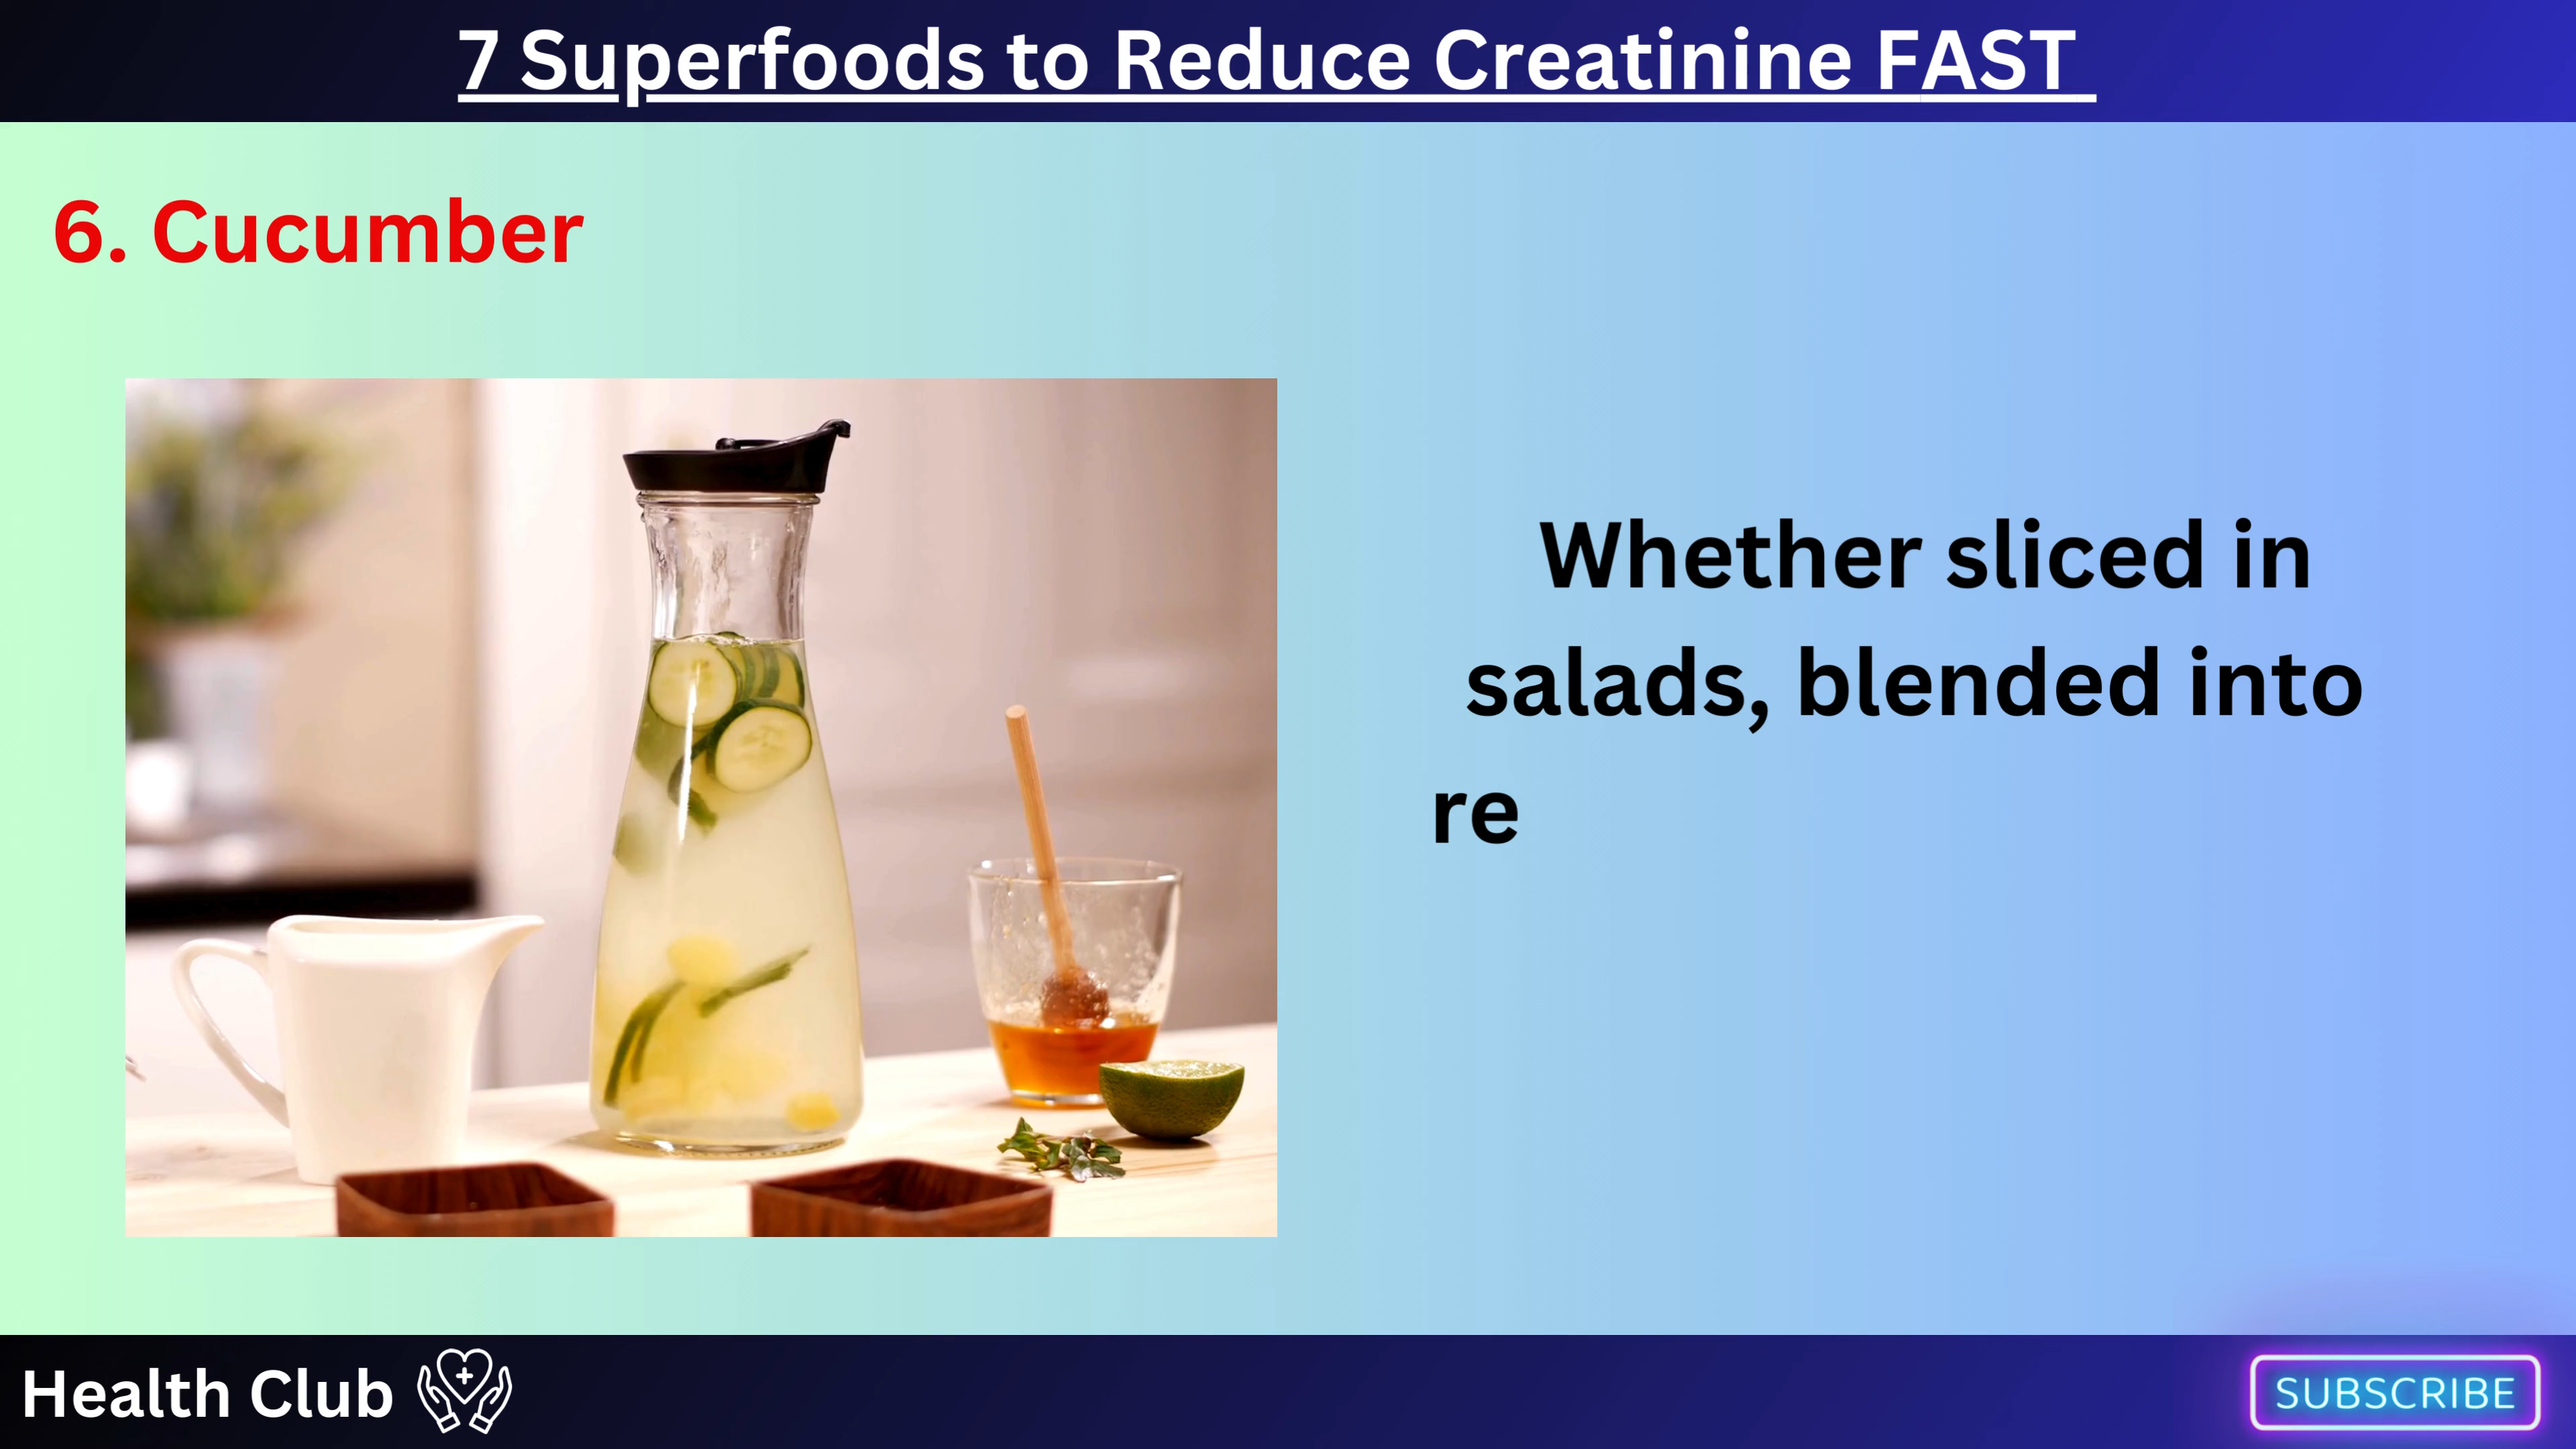 7 Superfoods to Reduce Creatinine FAST
6. Cucumber
Whether sliced in
salads, blended into
re
Health Club
SUBSCRIBE